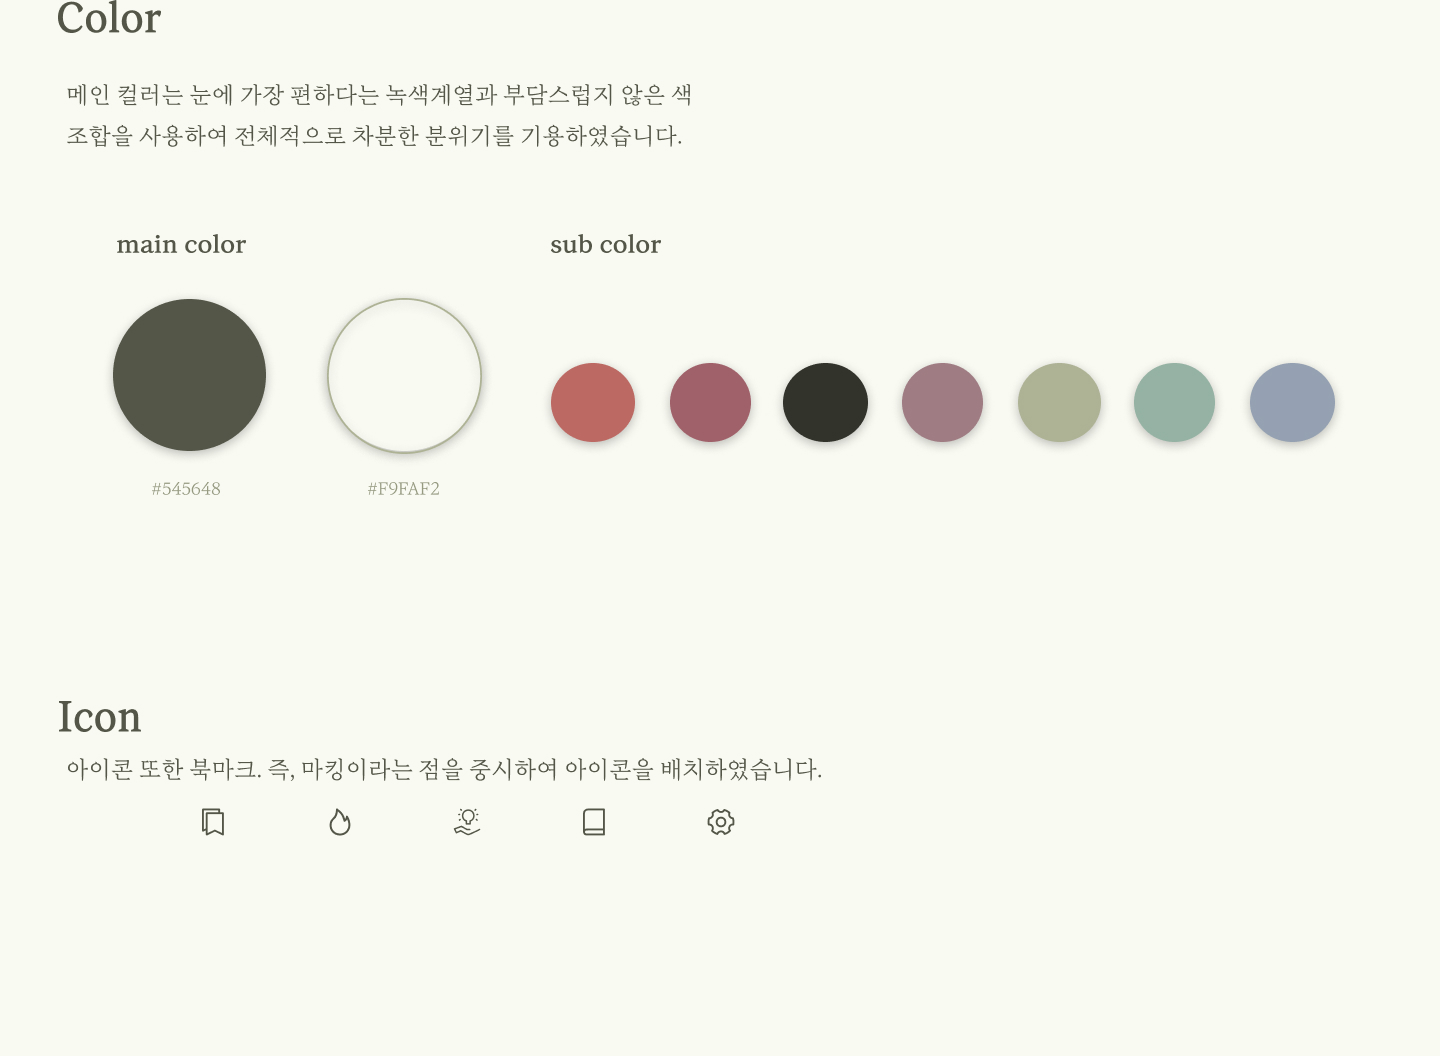 Color
메인 컬러는 눈에 가장 편하다는 녹색계열과 부담스럽지 않은 색
조합을 사용하여 전체적으로 차분한 분위기를 기용하였습니다.
main color
sub color
#545648
#F9FAF2
Icon
아이콘 또한 북마크. 즉, 마킹이라는 점을 중시하여 아이콘을 배치하였습니다.